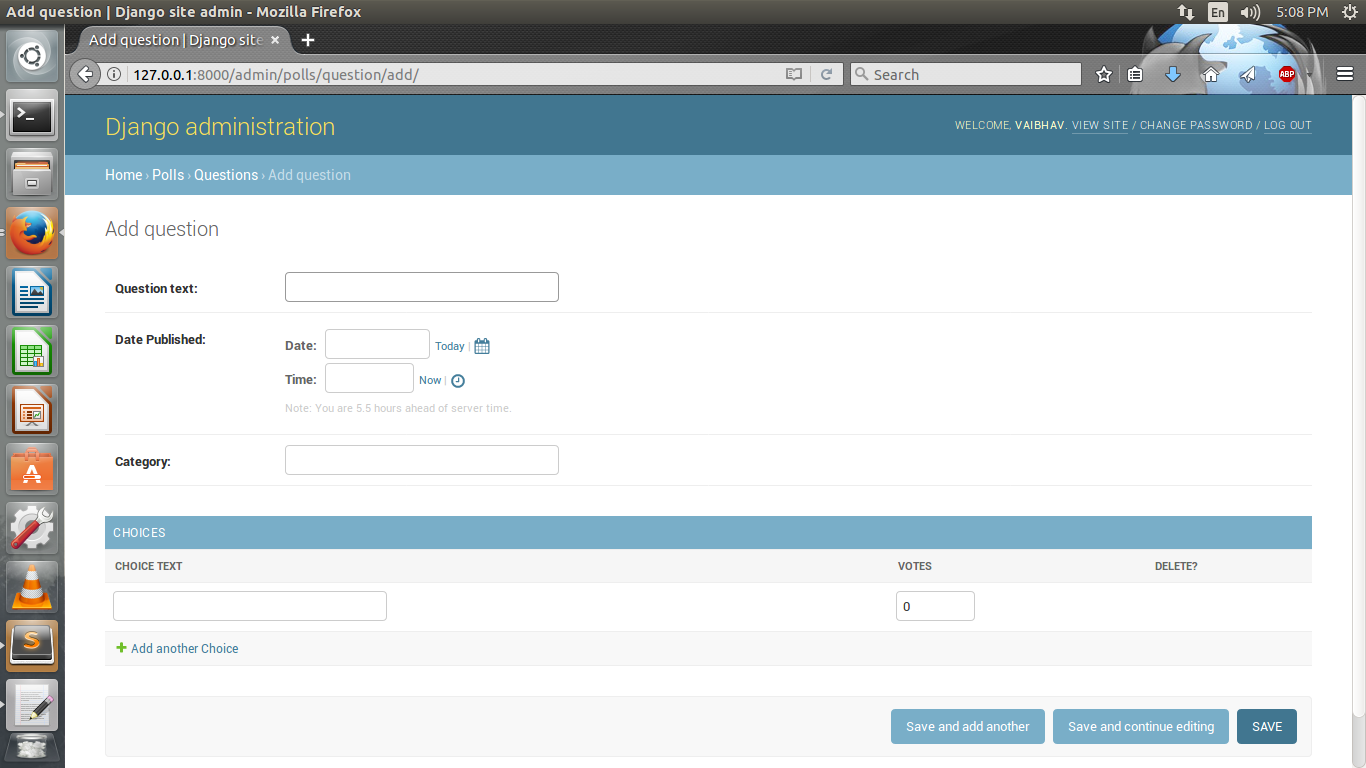 Add question | Django site admin - Mozilla Firefox
En
5:08 PM
Add question | Django site
127.0.0.1:8000/admin/polls/question/add/
Search
ABP
Django administration
WELCOME, VAIBHAV. VIEW SITE / CHANGE PASSWORD / LOG OUT
Home › Polls › Questions › Add question
Add question
Question text:
Date Published:
Date:
Today |
Time:
Now |
Note: You are 5.5 hours ahead of server time.
Category:
CHOICES
CHOICE TEXT
VOTES
DELETE?
0
Add another Choice
Save and add another
Save and continue editing
SAVE